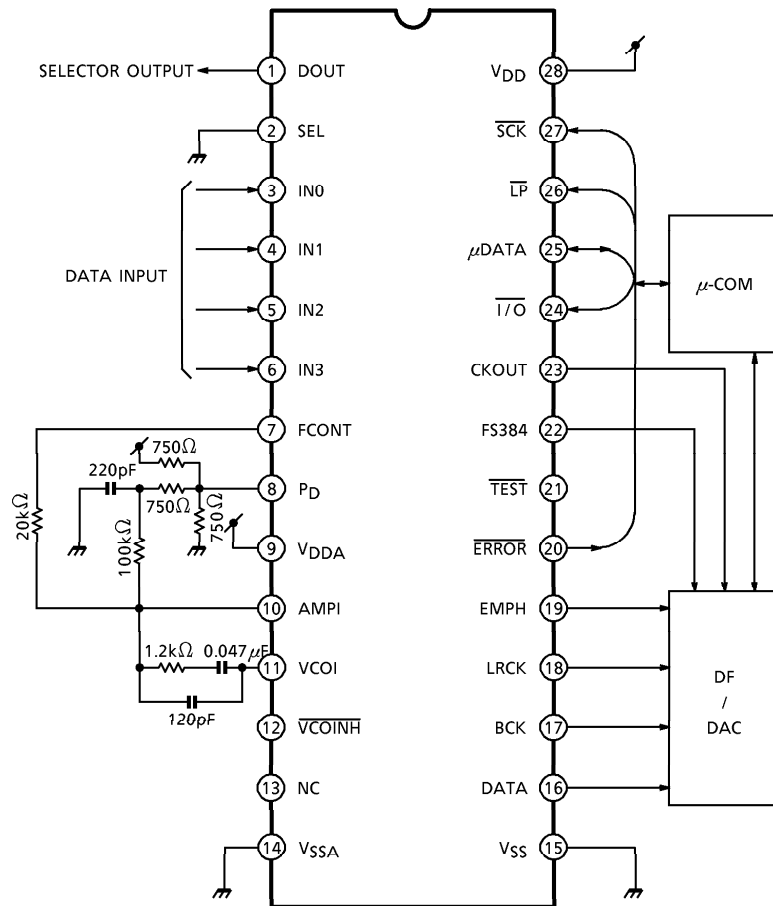 SELECTOR OUTPUT
1 DOUT
2 SEL
3 IN0
4 IN1
DATA INPUT
5 IN2
6 IN3
7 FCONT
750Ω
220pF
750Ω
8 PD
750Ω
20kΩ
100kΩ
9 VDDA
10 AMPI
1.2kΩ
0.047μF
11 VCOI
120pF
12 VCOINH
13 NC
14 VSSA
VDD 28
SCK 27
LP 26
μDATA 25
I/O 24
CKOUT 23
FS384 22
TEST 21
ERROR 20
EMPH 19
LRCK 18
BCK 17
DATA 16
VSS 15
μ-COM
DF
/
DAC